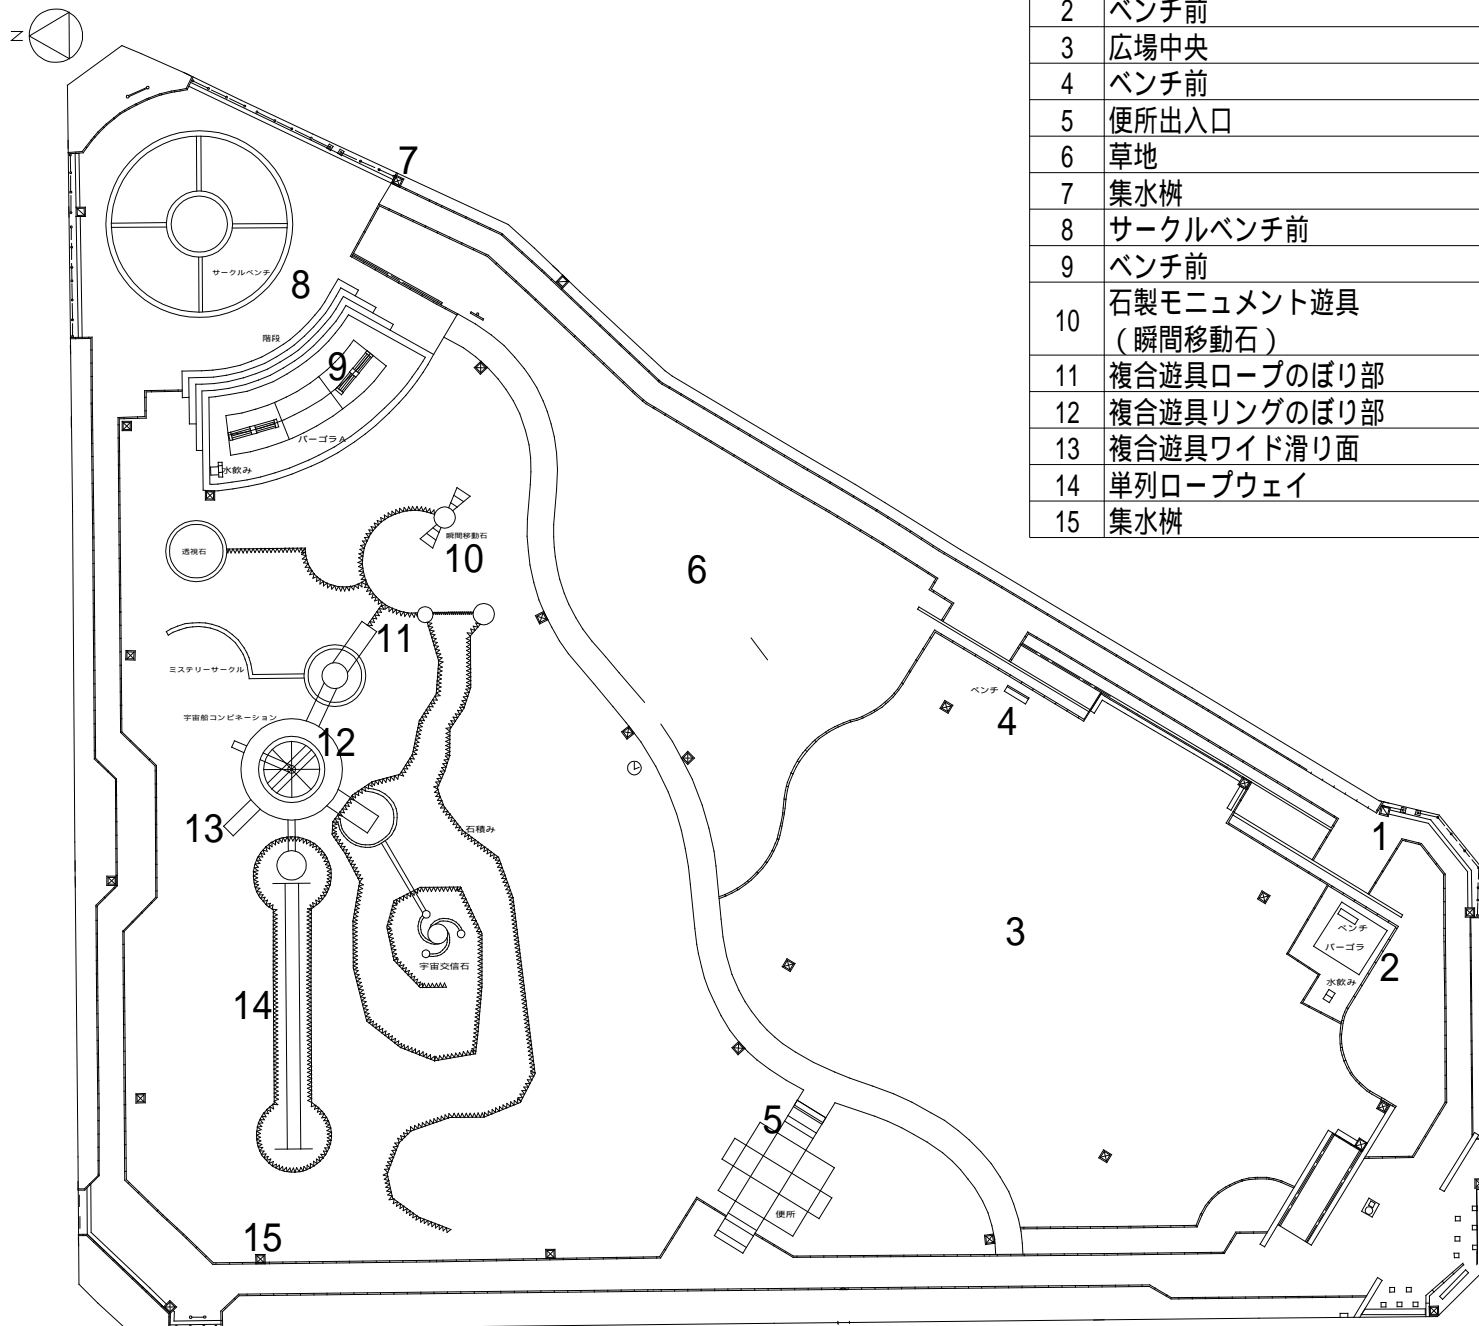 N
2 ベンチ前
3 広場中央
4 ベンチ前
5 便所出入口
6 草地
7 集水桝
8 サークルベンチ前
9 ベンチ前
10 石製モニュメント遊具
(瞬間移動石)
11 複合遊具ロープのぼり部
12 複合遊具リングのぼり部
13 複合遊具ワイド滑り面
14 単列ロープウェイ
15 集水桝
7
サークルベンチ
8
階段
9
パーゴラA
水飲み
透視石
瞬間移動石
10
6
11
ミステリーサークル
ベンチ
4
宇宙船コンビネーション
12
13
石積み
1
3
ベンチ
パーゴラ
2
宇宙交信石
水飲み
14
5
便所
15